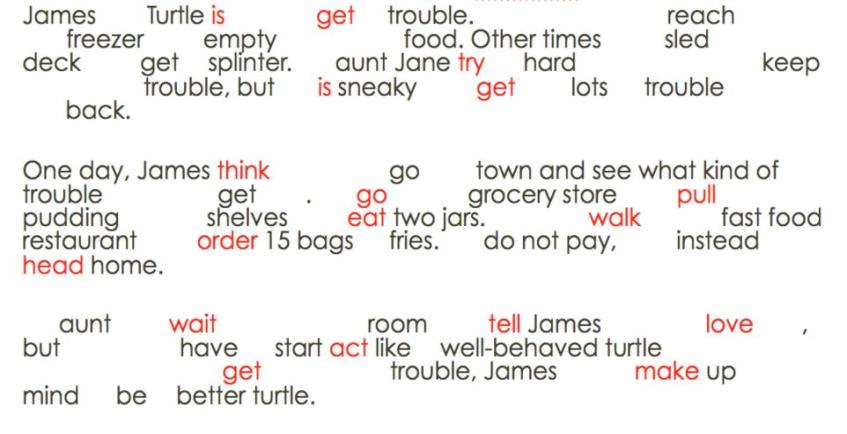 James Turtle is get trouble. reach
freezer empty food. Other times sled
deck get splinter. aunt Jane try hard keep
trouble, but is sneaky get lots trouble
back.
One day, James think go town and see what kind of
trouble get . go grocery store pull
pudding shelves eat two jars. walk fast food
restaurant order 15 bags fries. do not pay, instead
head home.
aunt wait room tell James love ,
but have start act like well-behaved turtle
get trouble, James make up
mind be better turtle.